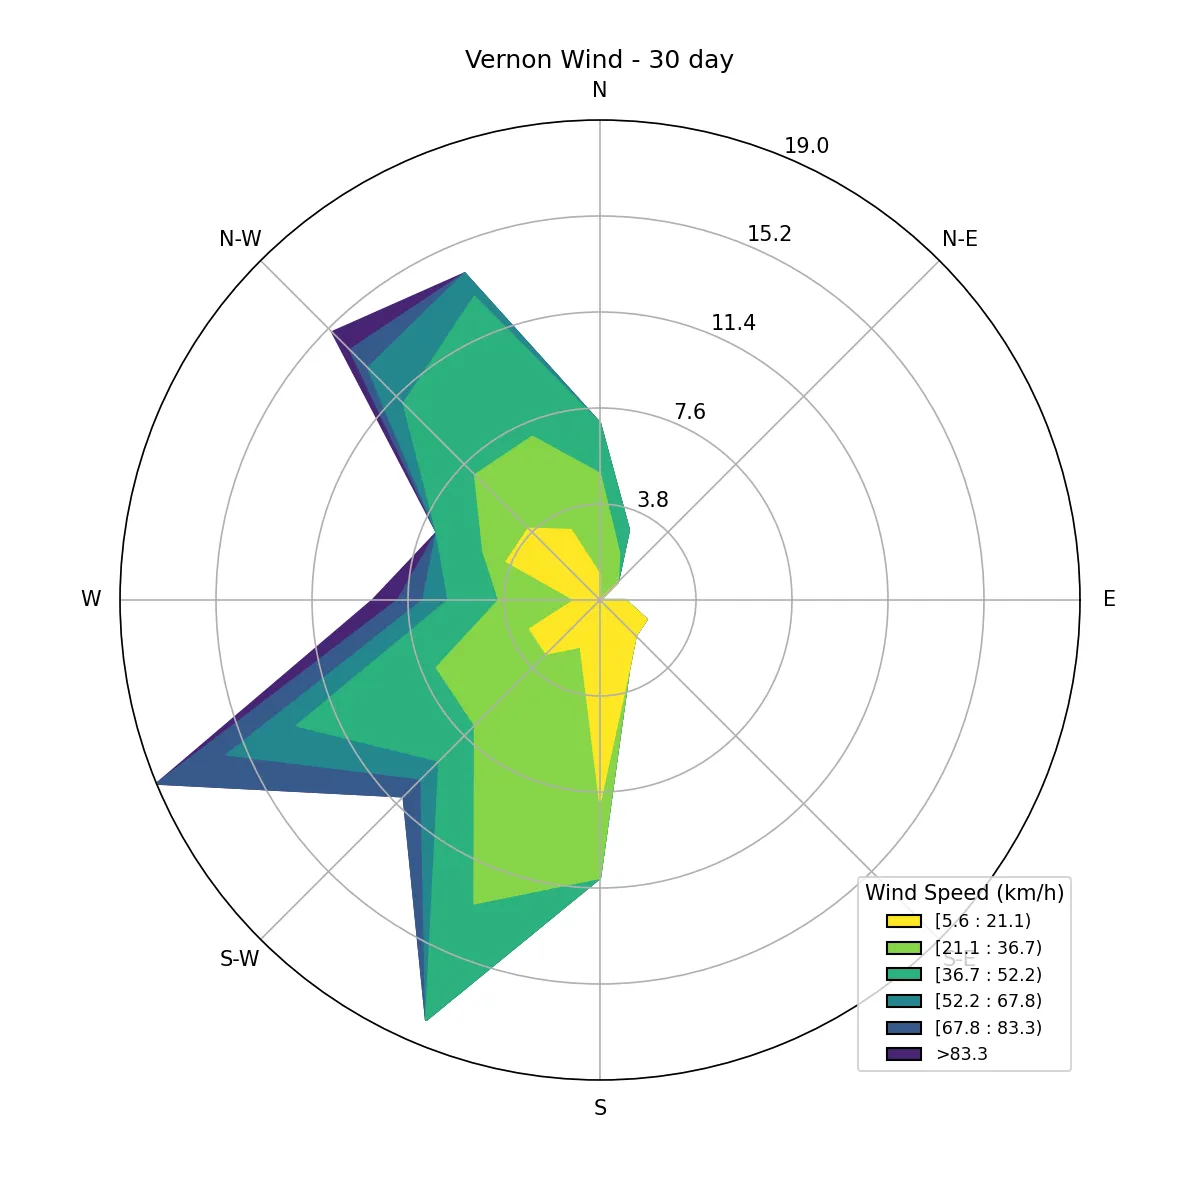 Vernon Wind - 30 day
N
19.0
15.2
N-W
N-E
11.4
7.6
3.8
W
E
Wind Speed (km/h)
[5.6 : 21.1)
[21.1 : 36.7)
S-W
S-E
[36.7 : 52.2)
[52.2 : 67.8)
[67.8 : 83.3)
>83.3
S